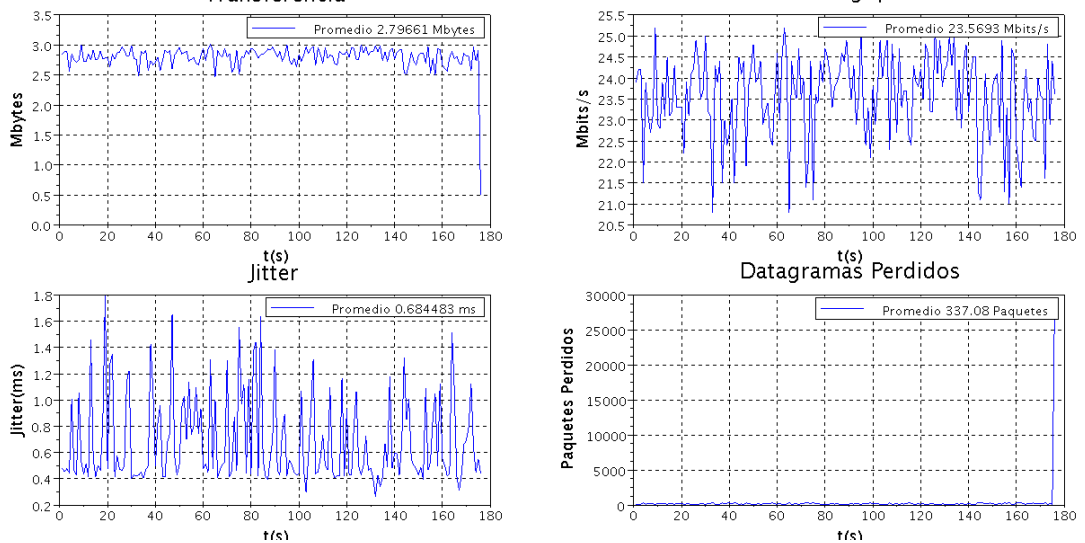 Transferencia
Promedio 2.79661 Mbytes
3.5
3.0
2.5
2.0
1.5
1.0
0.5
0.0
Mbytes
0 20 40 60 80 100 120 140 160 180
t(s)
Promedio 23.5693 Mbits/s
25.5
25.0
24.5
24.0
23.5
23.0
22.5
22.0
21.5
21.0
20.5
Mbits/s
0 20 40 60 80 100 120 140 160 180
t(s)
Jitter
Promedio 0.684483 ms
1.8
1.6
1.4
1.2
1.0
0.8
0.6
0.4
0.2
Jitter(ms)
0 20 40 60 80 100 120 140 160 180
t(s)
Datagramas Perdidos
Promedio 337.08 Paquetes
30000
25000
20000
15000
10000
5000
0
Paquetes Perdidos
0 20 40 60 80 100 120 140 160 180
t(s)